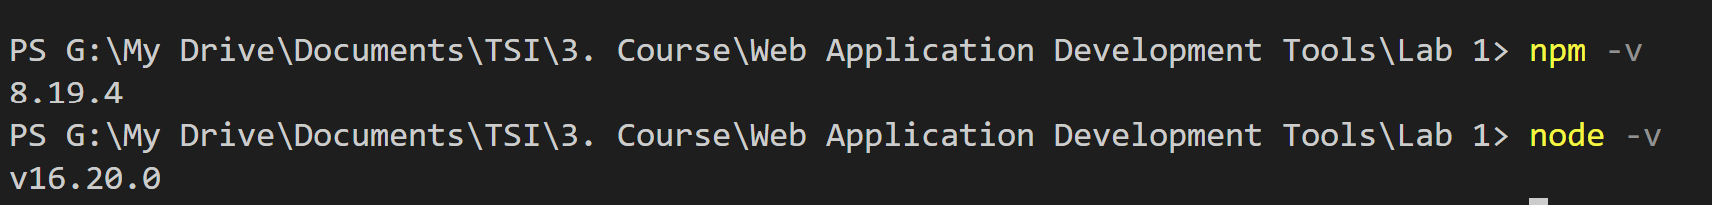 PS G:\My Drive\Documents\TSI\3. Course\Web Application Development Tools\Lab 1> npm -v
8.19.4
PS G:\My Drive\Documents\TSI\3. Course\Web Application Development Tools\Lab 1> node -v
v16.20.0